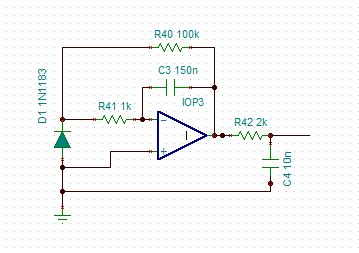 R40 100k
C3 150n
D1 1N1183
R41 1k
IOP3
R42 2k
C4 10n